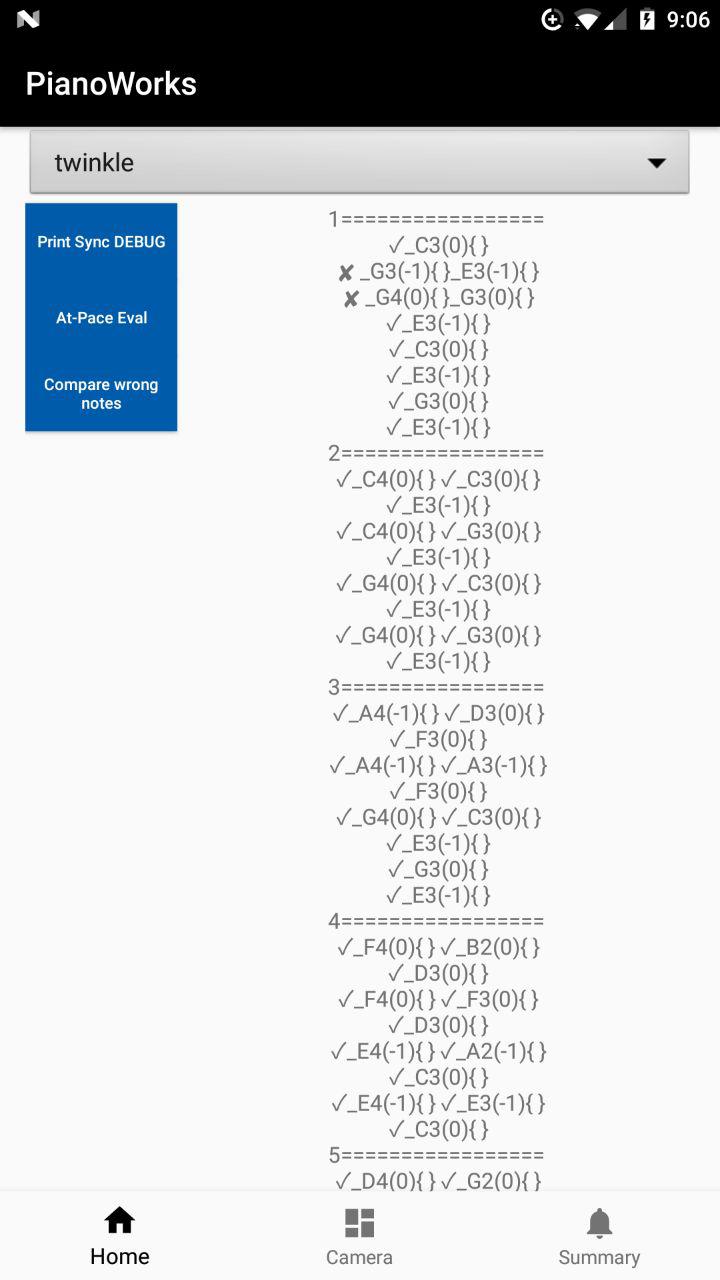 9:06
PianoWorks
twinkle
Print Sync DEBUG
At-Pace Eval
Compare wrong
notes
1=================
✓_C3(0){}
✘_G3(-1){}_E3(-1){}
✘_G4(0){}_G3(0){}
✓_E3(-1){}
✓_C3(0){}
✓_E3(-1){}
✓_G3(0){}
✓_E3(-1){}
2=================
✓_C4(0){}✓_C3(0){}
✓_E3(-1){}
✓_C4(0){}✓_G3(0){}
✓_E3(-1){}
✓_G4(0){}✓_C3(0){}
✓_E3(-1){}
✓_G4(0){}✓_G3(0){}
✓_E3(-1){}
3=================
✓_A4(-1){}✓_D3(0){}
✓_F3(0){}
✓_A4(-1){}✓_A3(-1){}
✓_F3(0){}
✓_G4(0){}✓_C3(0){}
✓_E3(-1){}
✓_G3(0){}
✓_E3(-1){}
4=================
✓_F4(0){}✓_B2(0){}
✓_D3(0){}
✓_F4(0){}✓_F3(0){}
✓_D3(0){}
✓_E4(-1){}✓_A2(-1){}
✓_C3(0){}
✓_E4(-1){}✓_E3(-1){}
✓_C3(0){}
5=================
✓_D4(0){}✓_G2(0){}
Home
Camera
Summary